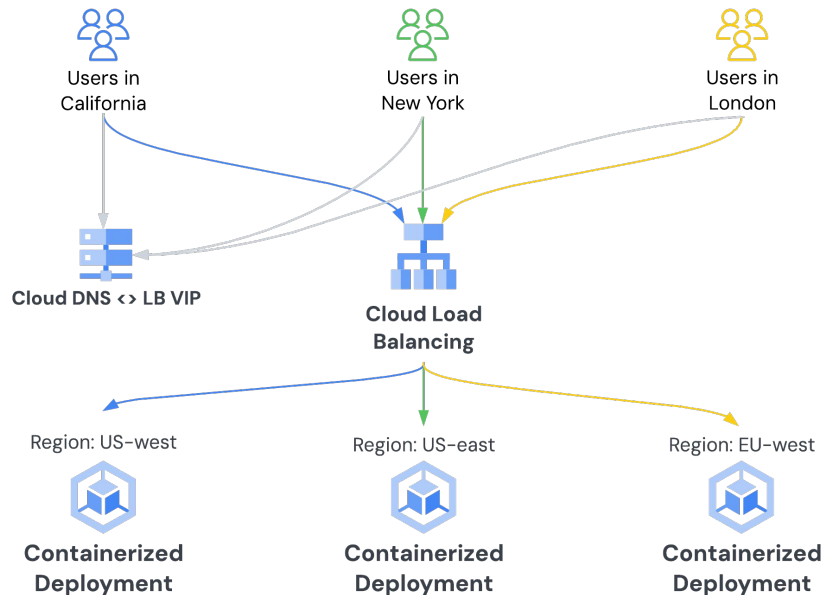 Users in
California
Users in
New York
Users in
London
Cloud DNS <> LB VIP
Cloud Load
Balancing
Region: US-west
Region: US-east
Region: EU-west
Containerized
Deployment
Containerized
Deployment
Containerized
Deployment